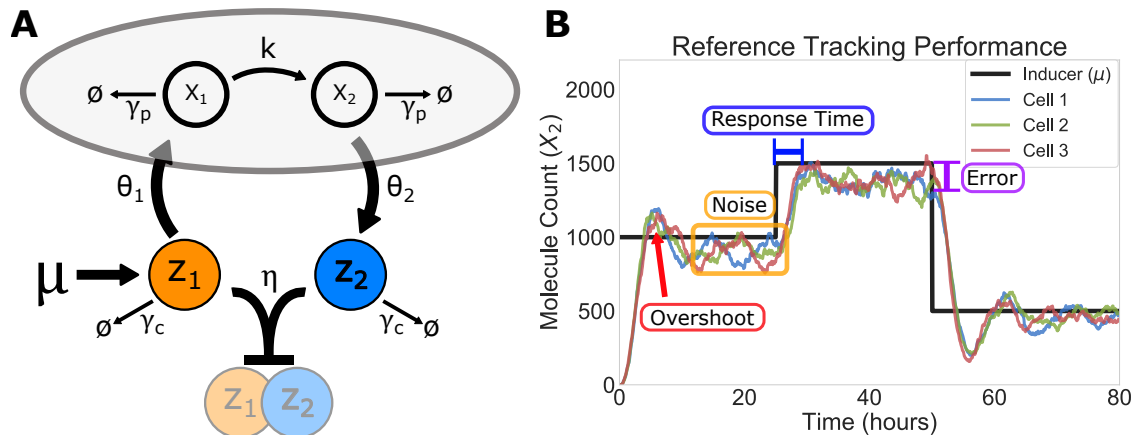 A
k
ø
γp
X1
X2
γp
ø
θ1
θ2
μ
Z1
Z2
η
ø
γc
γc
ø
Z1
Z2
B
Reference Tracking Performance
Inducer (μ)
Cell 1
Cell 2
Cell 3
Response Time
Noise
Error
Overshoot
Molecule Count (X2)
2000
1500
1000
500
0
0
20
40
60
80
Time (hours)